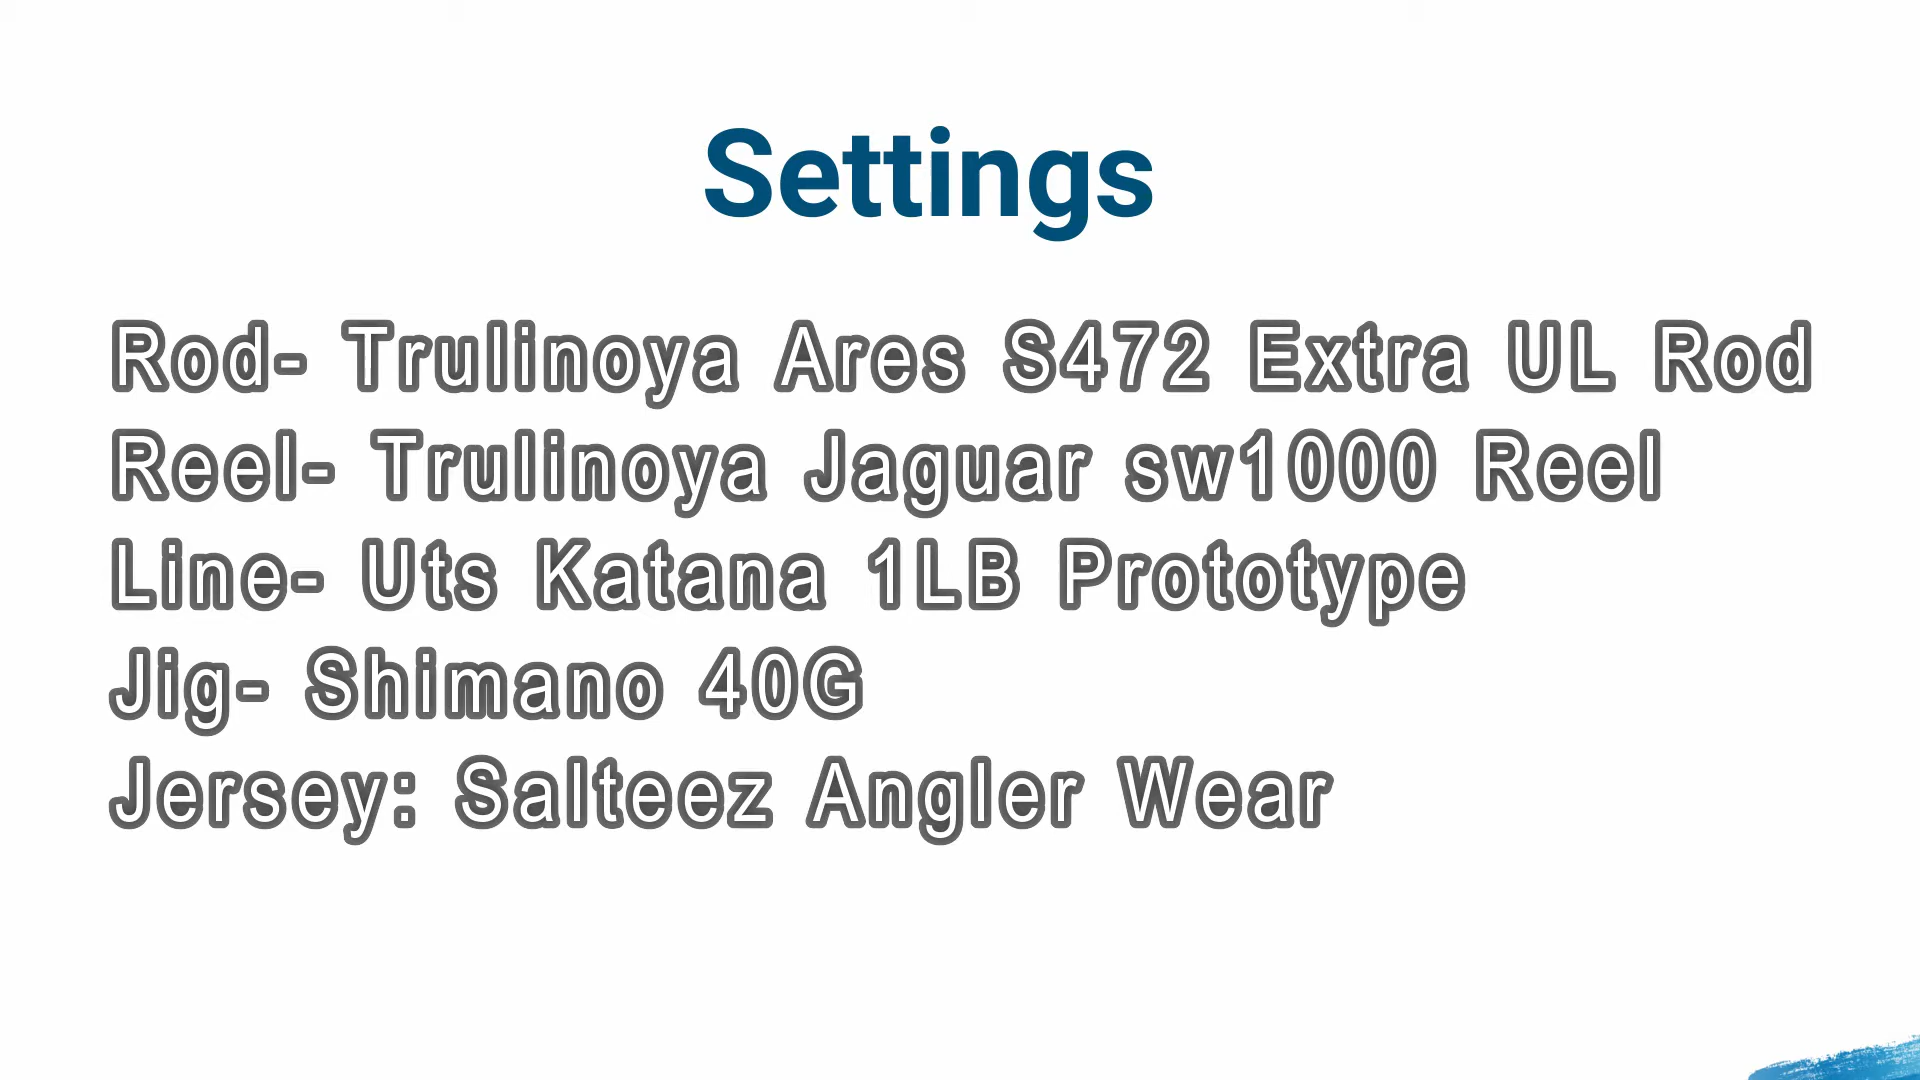 Settings
Rod- Trulinoya Ares S472 Extra UL Rod
Reel- Trulinoya Jaguar sw1000 Reel
Line- Uts Katana 1LB Prototype
Jig- Shimano 40G
Jersey: Salteez Angler Wear